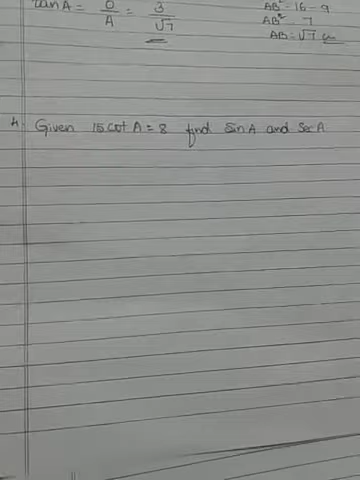 tan A = O/A = 3/√7
AB² = 16 - 9
AB² = 7
AB = √7 cm
4. Given 15 cot A = 8 find sin A and sec A